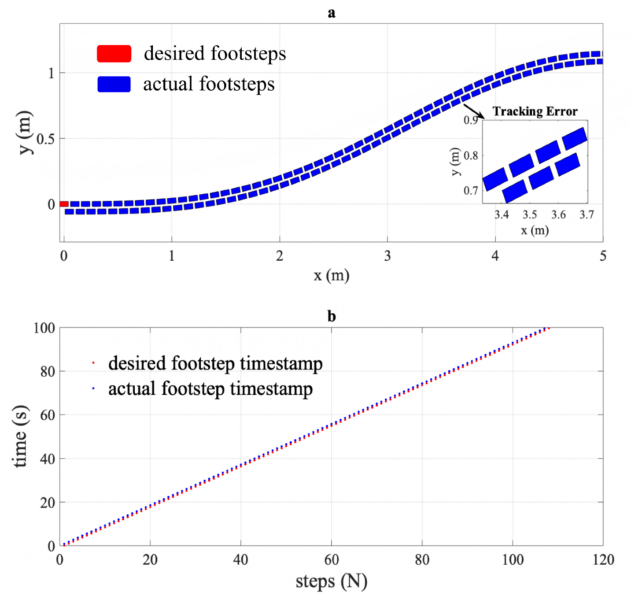 a
desired footsteps
actual footsteps
Tracking Error
y (m)
1
0.5
0
0 1 2 3 4 5
x (m)
y (m)
0.9
0.8
0.7
3.4 3.5 3.6 3.7
x (m)
b
desired footstep timestamp
actual footstep timestamp
time (s)
100
80
60
40
20
0
0 20 40 60 80 100 120
steps (N)